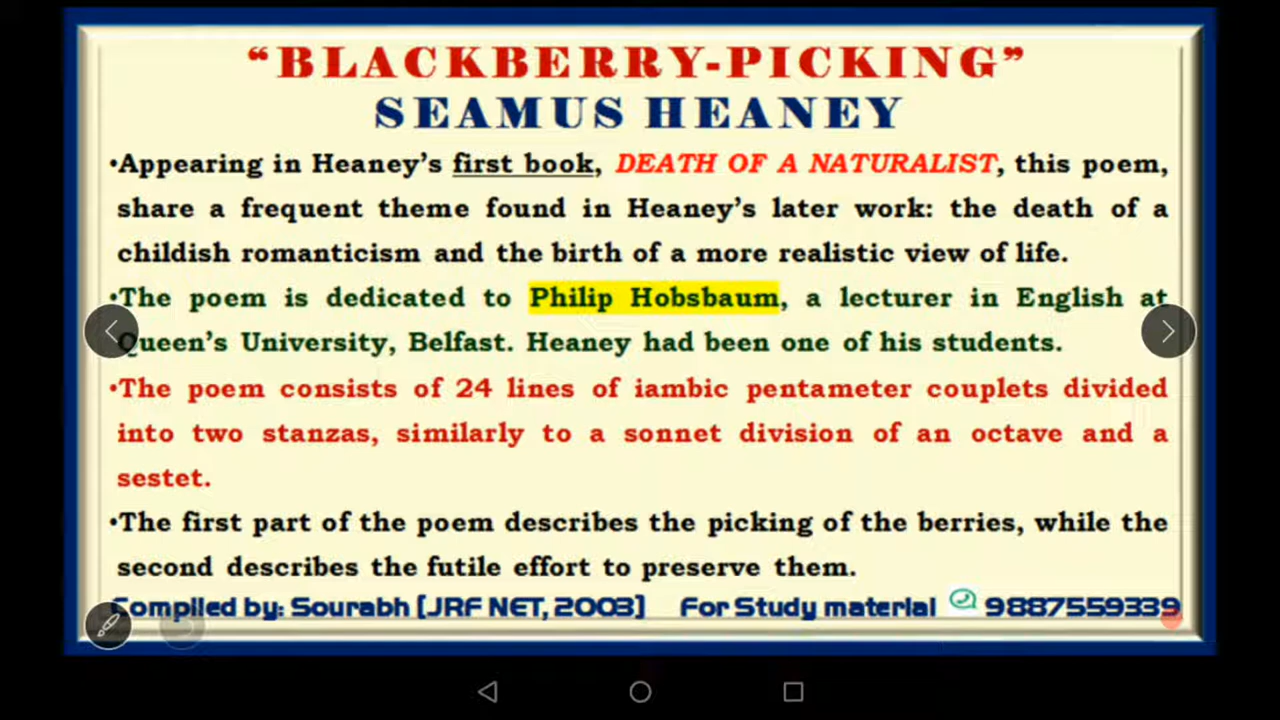 “BLACKBERRY-PICKING”
SEAMUS HEANEY
•Appearing in Heaney’s first book, DEATH OF A NATURALIST, this poem,
share a frequent theme found in Heaney’s later work: the death of a
childish romanticism and the birth of a more realistic view of life.
•The poem is dedicated to Philip Hobsbaum, a lecturer in English at
Queen’s University, Belfast. Heaney had been one of his students.
•The poem consists of 24 lines of iambic pentameter couplets divided
into two stanzas, similarly to a sonnet division of an octave and a
sestet.
•The first part of the poem describes the picking of the berries, while the
second describes the futile effort to preserve them.
Compiled by: Sourabh [JRF NET, 2003] For Study material 9887559339